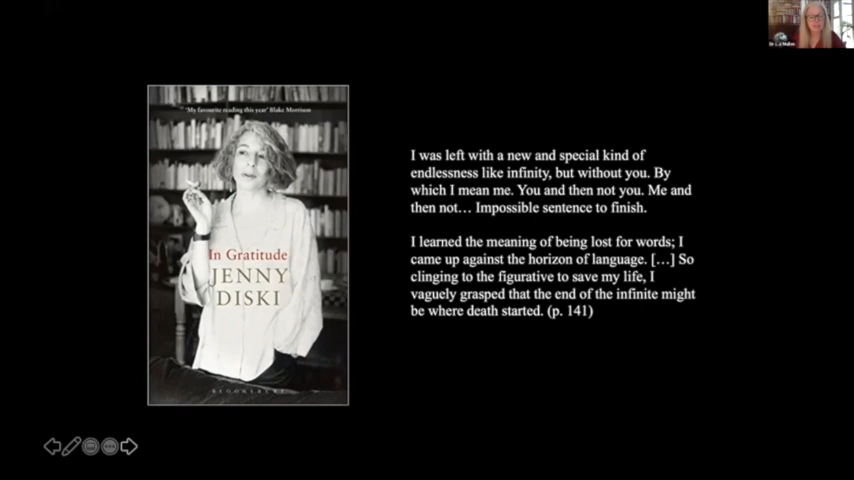 'My favourite reading this year' Blake Morrison
In Gratitude
JENNY
DISKI
BLOOMSBURY
I was left with a new and special kind of
endlessness like infinity, but without you. By
which I mean me. You and then not you. Me and
then not… Impossible sentence to finish.
I learned the meaning of being lost for words; I
came up against the horizon of language. […] So
clinging to the figurative to save my life, I
vaguely grasped that the end of the infinite might
be where death started. (p. 141)